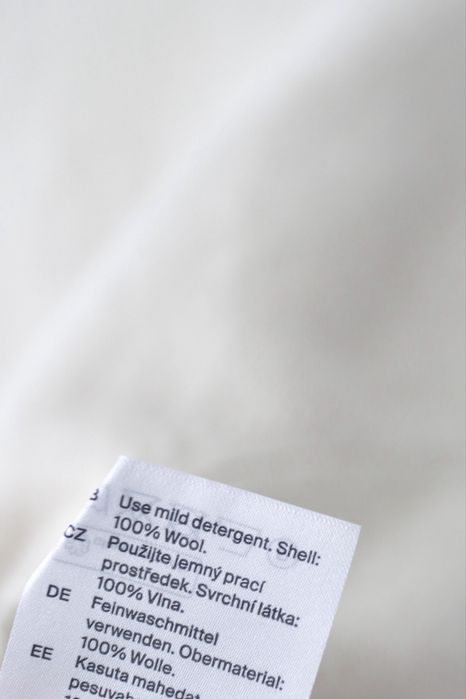 Use mild detergent. Shell:
100% Wool.
CZ Použijte jemný prací
prostředek. Svrchní látka:
100% Vlna.
DE Feinwaschmittel
verwenden. Obermaterial:
100% Wolle.
EE Kasuta mahedat